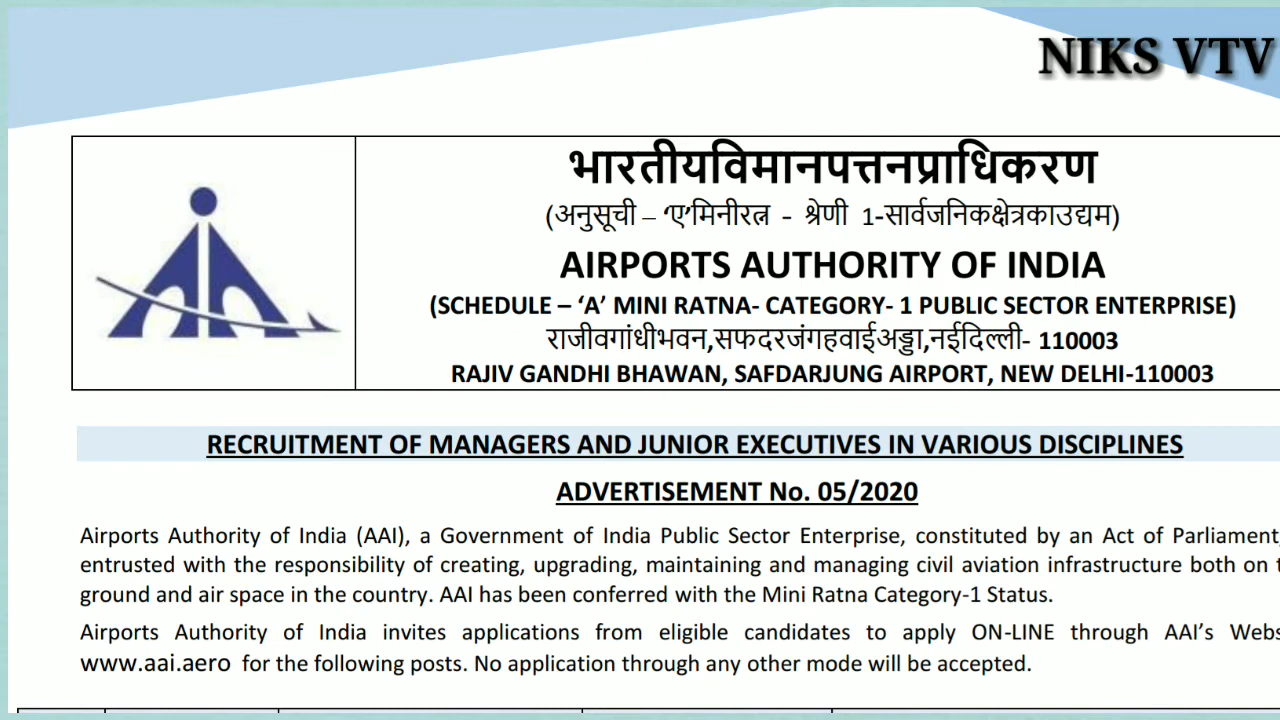 NIKS VTV
भारतीयविमानपत्तनप्राधिकरण
(अनुसूची – ‘ए’मिनीरत्न - श्रेणी 1-सार्वजनिकक्षेत्रकाउद्यम)
AIRPORTS AUTHORITY OF INDIA
(SCHEDULE – ‘A’ MINI RATNA- CATEGORY- 1 PUBLIC SECTOR ENTERPRISE)
राजीवगांधीभवन,सफदरजंगहवाईअड्डा,नईदिल्ली- 110003
RAJIV GANDHI BHAWAN, SAFDARJUNG AIRPORT, NEW DELHI-110003
RECRUITMENT OF MANAGERS AND JUNIOR EXECUTIVES IN VARIOUS DISCIPLINES
ADVERTISEMENT No. 05/2020
Airports Authority of India (AAI), a Government of India Public Sector Enterprise, constituted by an Act of Parliament,
entrusted with the responsibility of creating, upgrading, maintaining and managing civil aviation infrastructure both on
ground and air space in the country. AAI has been conferred with the Mini Ratna Category-1 Status.
Airports Authority of India invites applications from eligible candidates to apply ON-LINE through AAI’s
www.aai.aero for the following posts. No application through any other mode will be accepted.